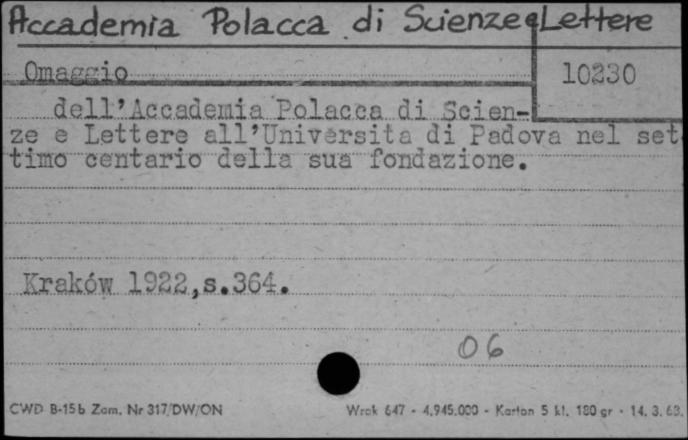 Accademia Polacca di Scienze e Lettere
Omaggio
10230
dell'Accademia Polacca di Scien-
ze e Lettere all'Universita di Padova nel set
timo centario della sua fondazione.
Kraków 1922,s.364.
06
CWD B-15b Zam. Nr 317/DW/ON
Wrak 647 - 4.945.000 - Karton 5 kl. 180 gr - 14. 3. 63.